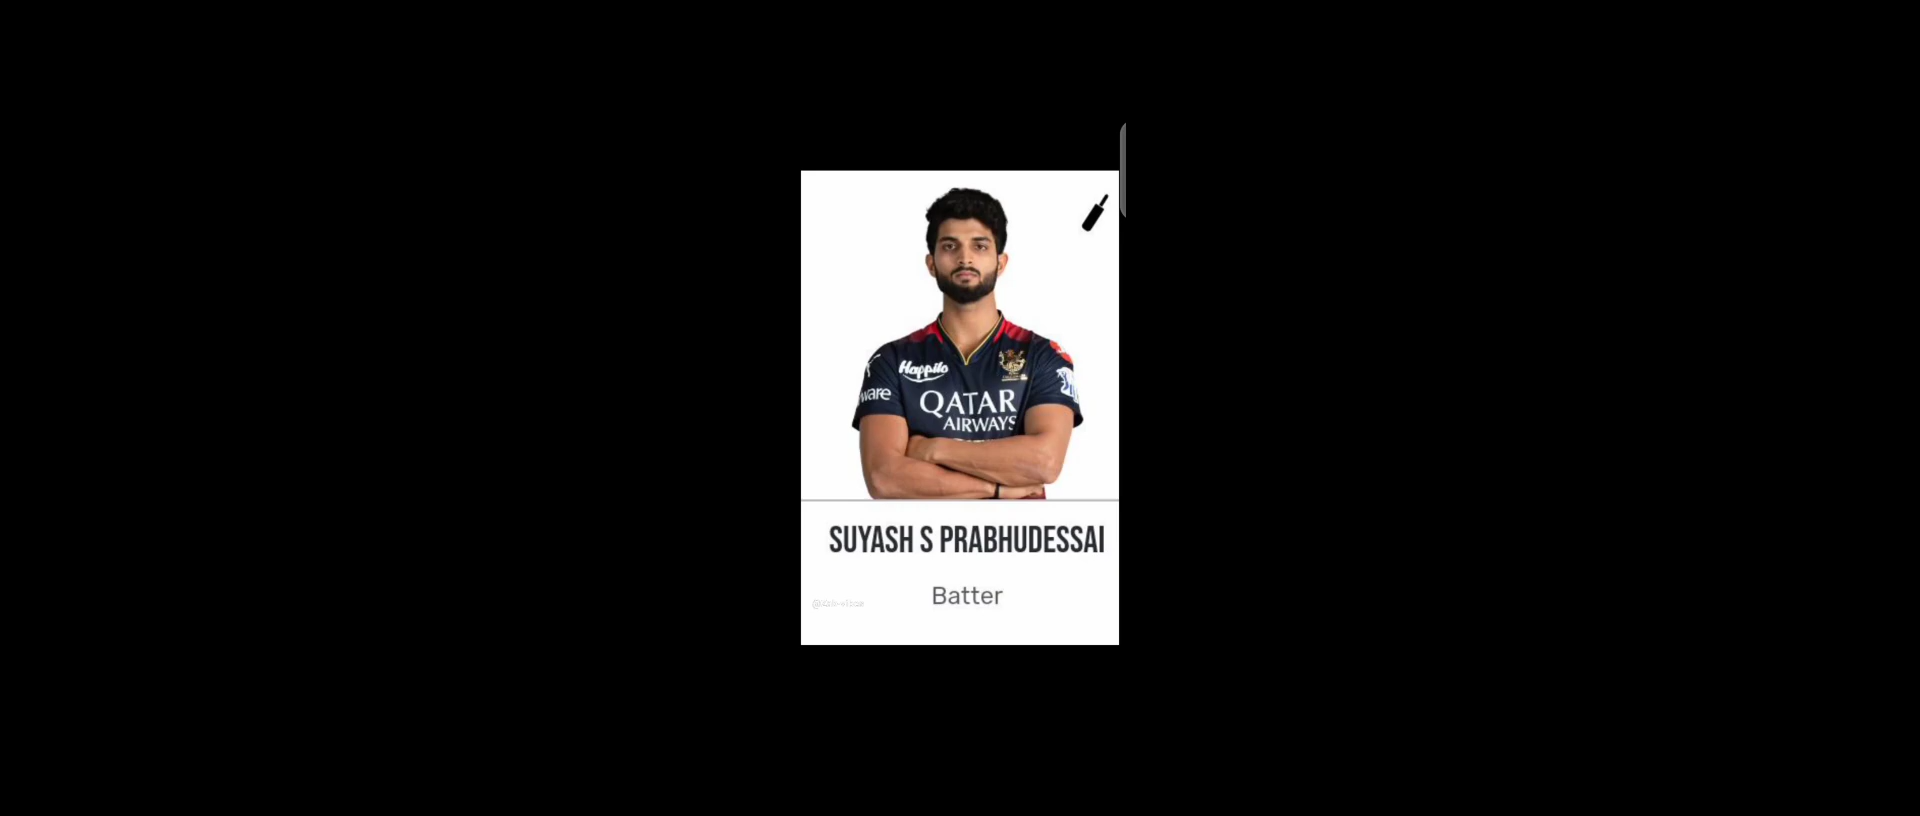 Happilo
ware
QATAR
AIRWAYS
SUYASH S PRABHUDESSAI
Batter